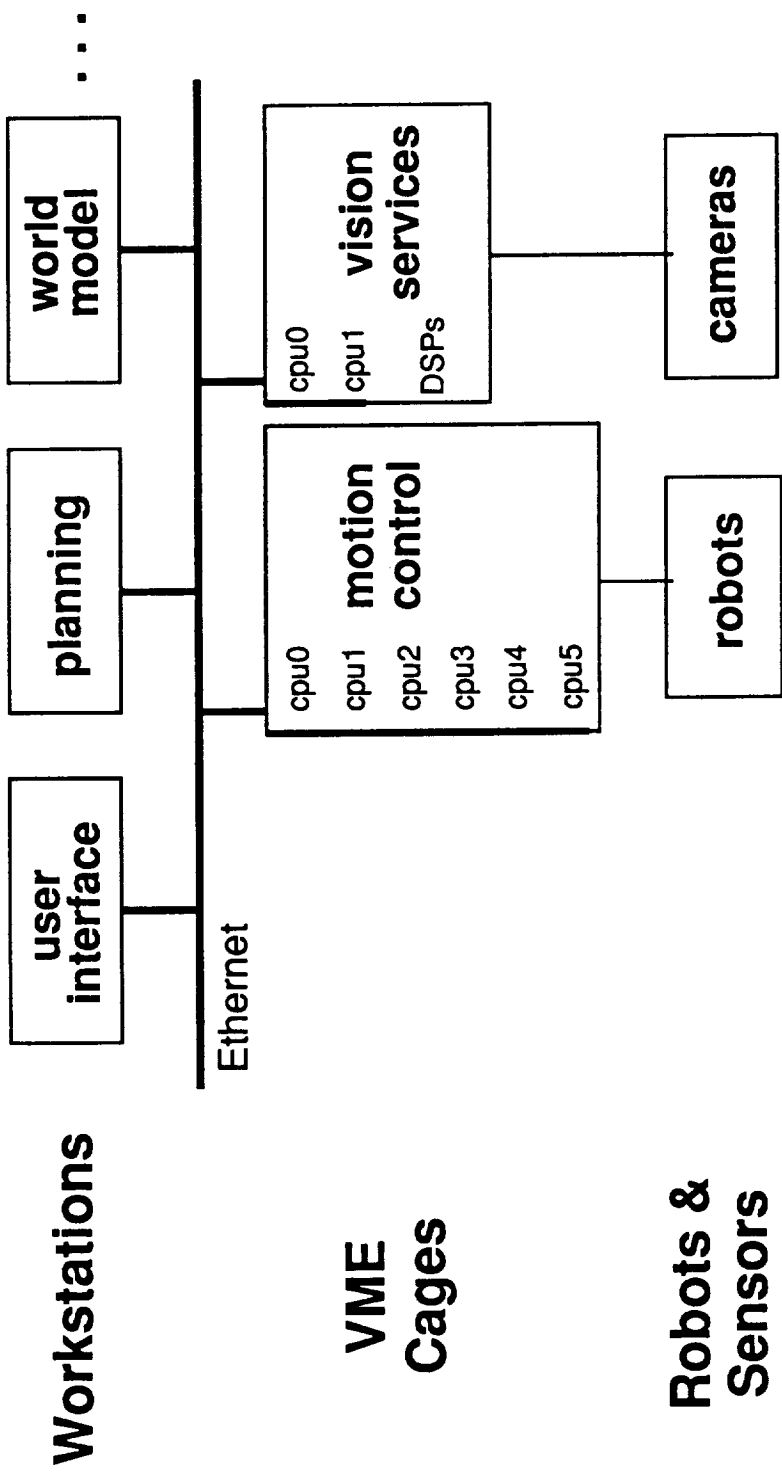 Workstations
user
interface
planning
world
model
...
Ethernet
VME
Cages
cpu0
cpu1
cpu2
cpu3
cpu4
cpu5
motion
control
cpu0
cpu1
DSPs
vision
services
Robots &
Sensors
robots
cameras